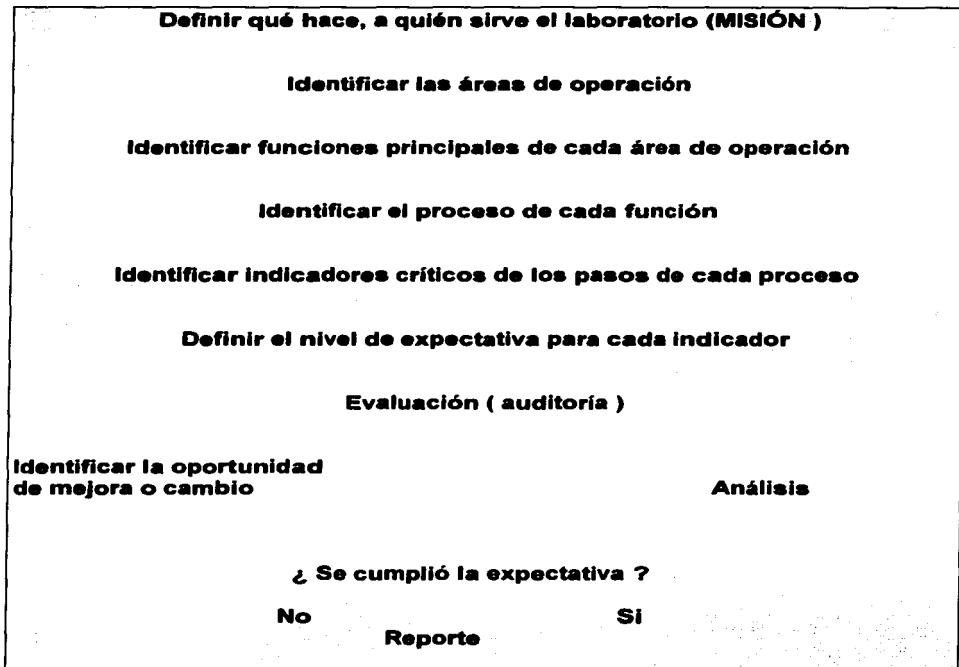 Definir qué hace, a quién sirve el laboratorio (MISIÓN )
Identificar las áreas de operación
Identificar funciones principales de cada área de operación
Identificar el proceso de cada función
Identificar indicadores críticos de los pasos de cada proceso
Definir el nivel de expectativa para cada indicador
Evaluación ( auditoría )
Identificar la oportunidad
de mejora o cambio
Análisis
¿ Se cumplió la expectativa ?
No Si
Reporte